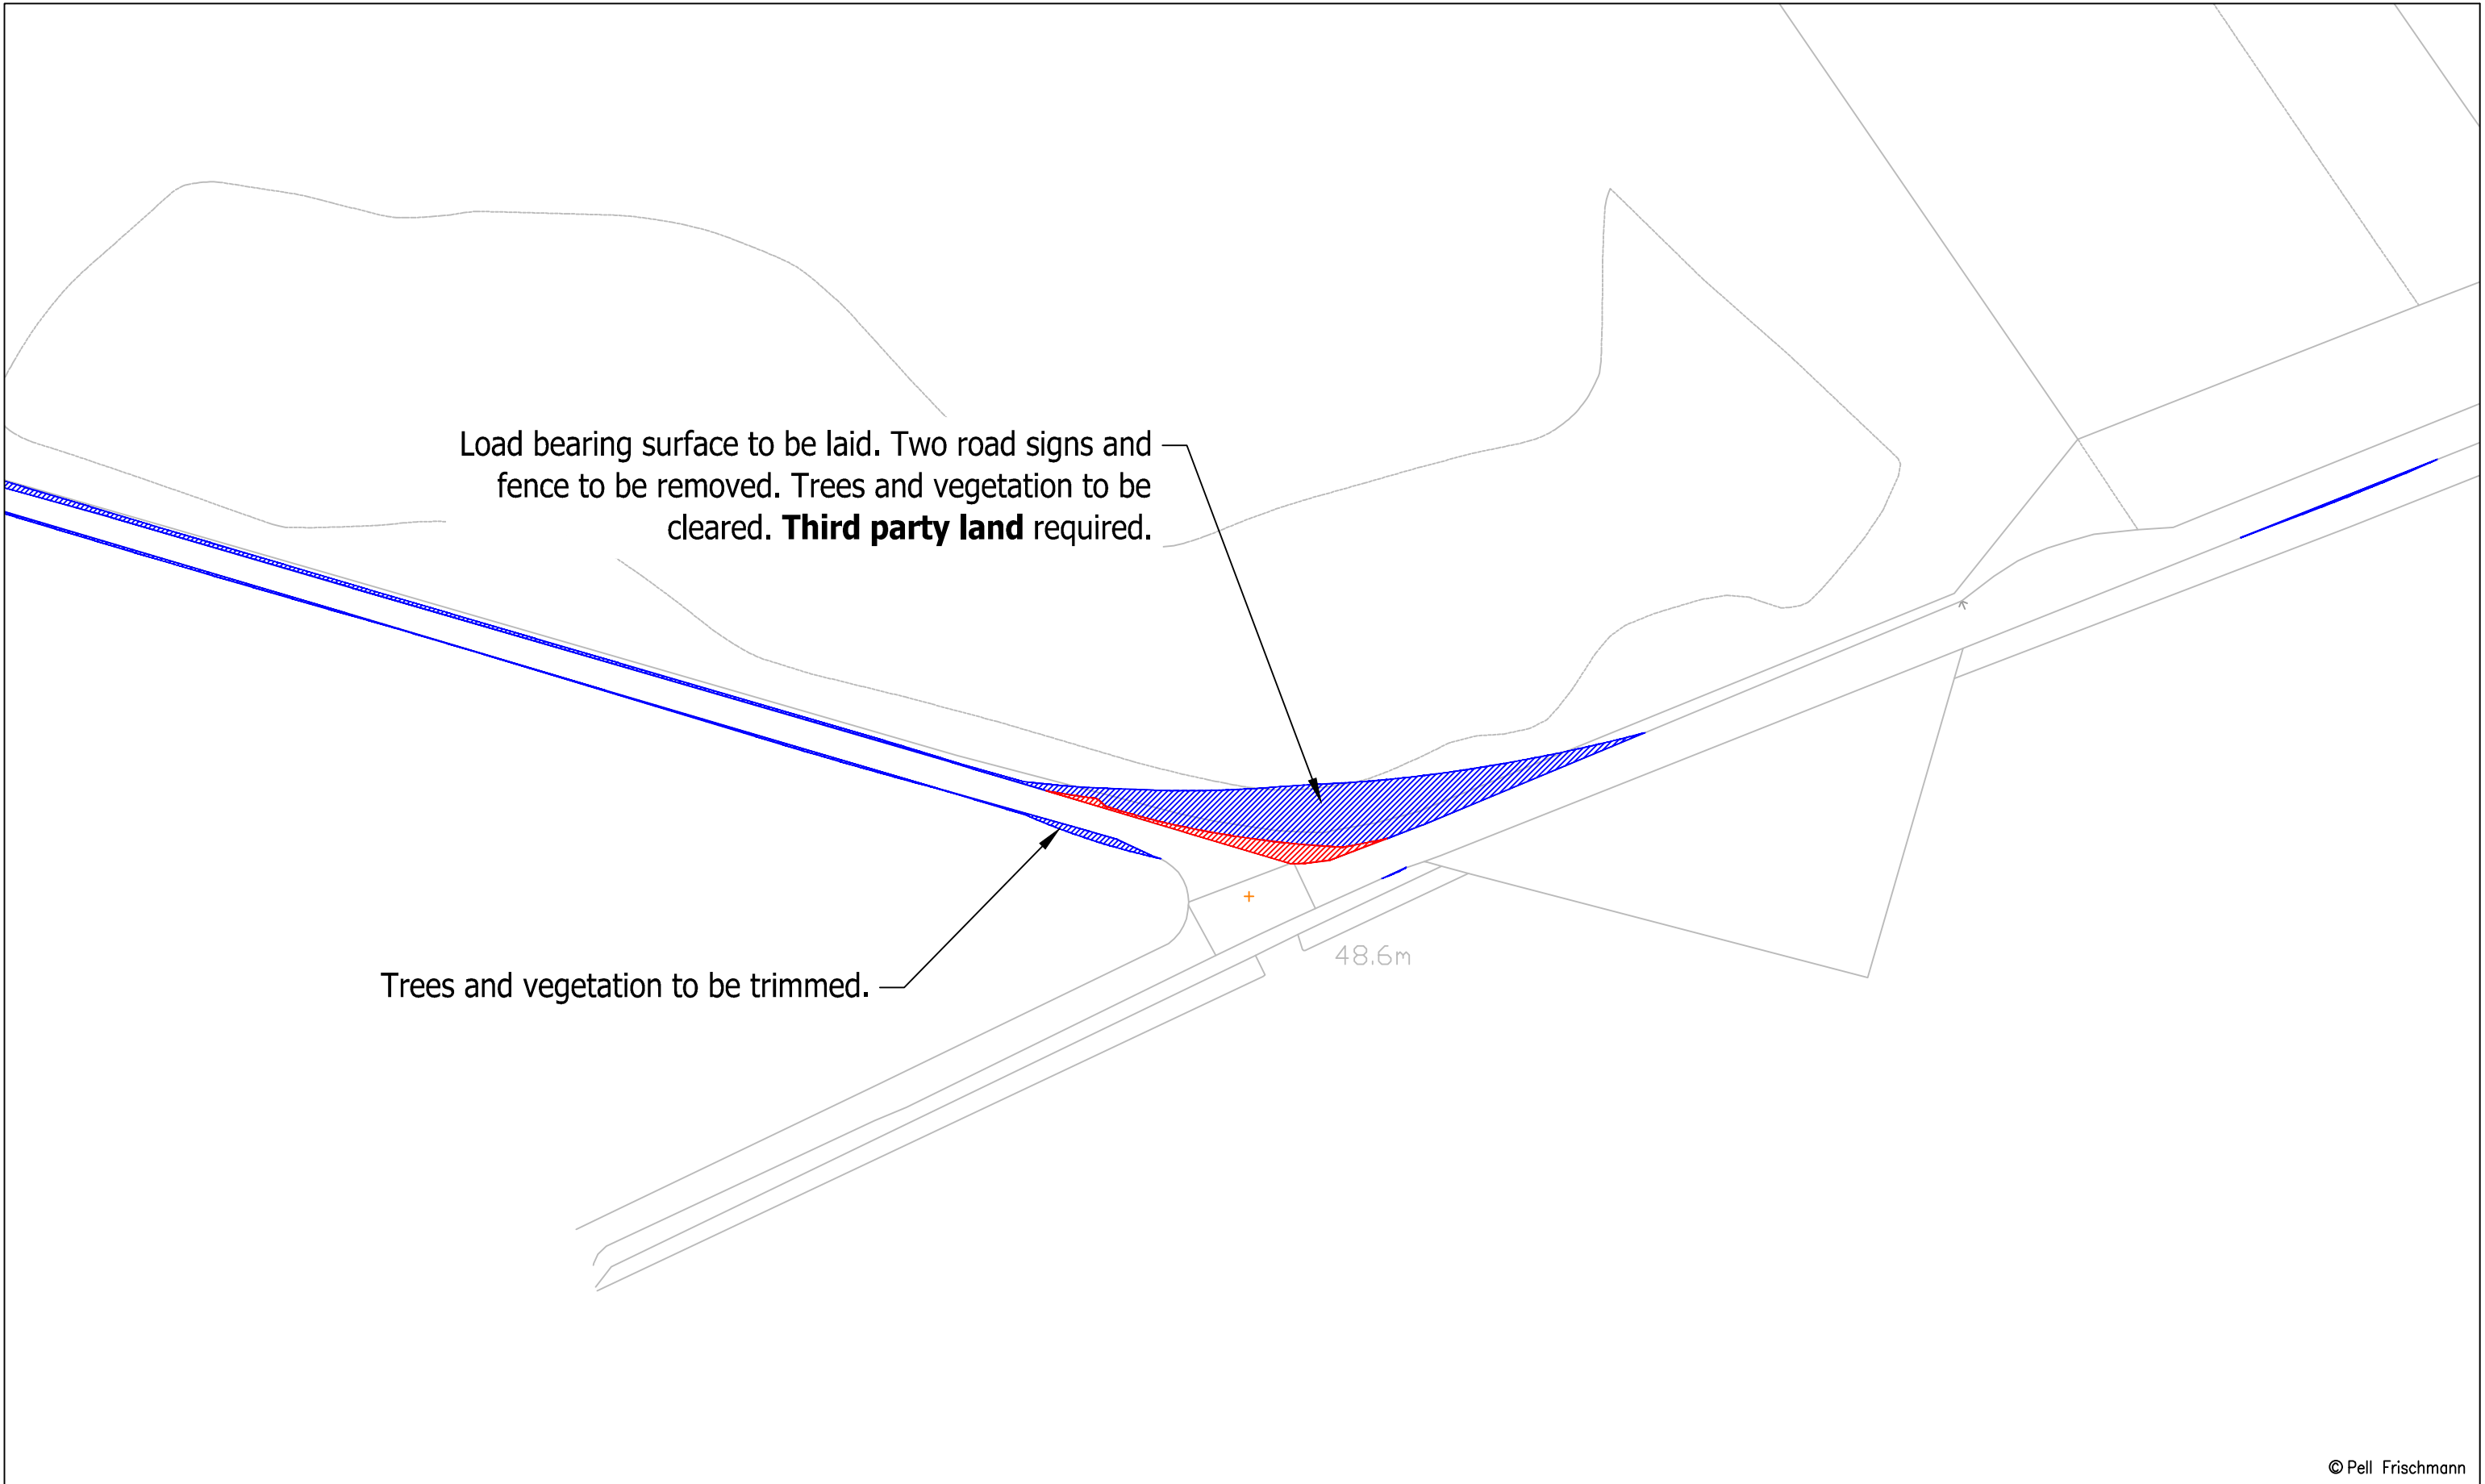 Load bearing surface to be laid. Two road signs and
fence to be removed. Trees and vegetation to be
cleared. Third party land required.
48.6m
Trees and vegetation to be trimmed.
© Pell Frischmann